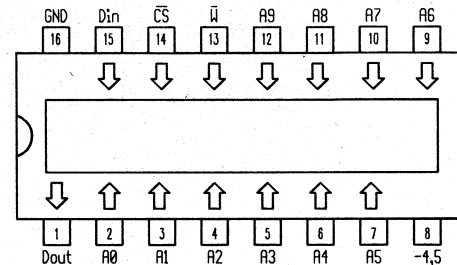 GND Din C̅S̅ W̅ A9 A8 A7 A6
16 15 14 13 12 11 10 9
1 2 3 4 5 6 7 8
Dout A0 A1 A2 A3 A4 A5 -4,5